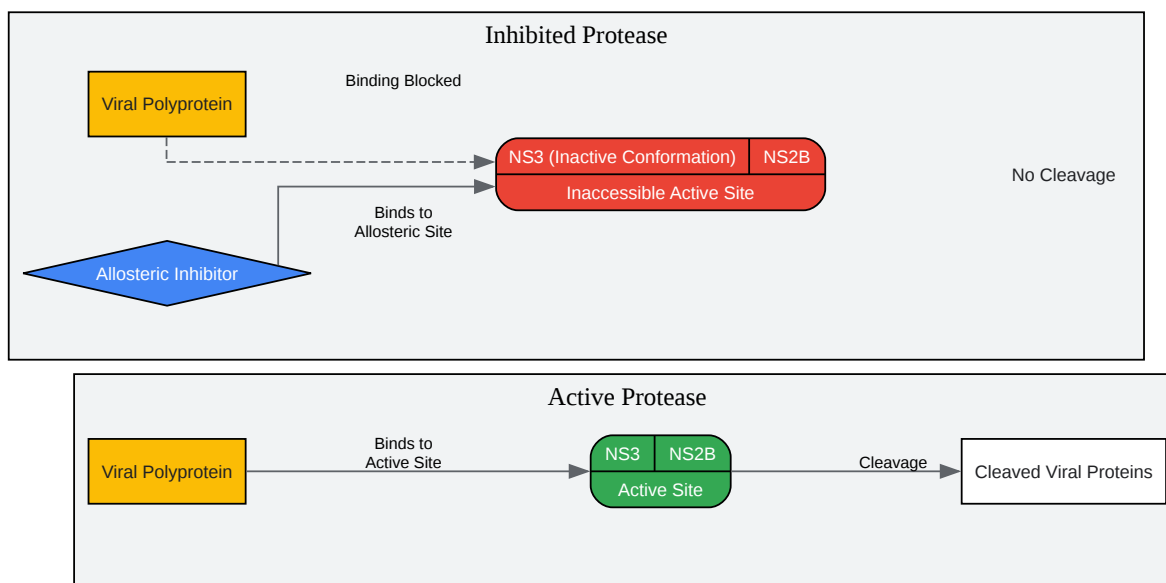 Inhibited Protease
Binding Blocked
Viral Polyprotein
NS3 (Inactive Conformation)
NS2B
Inaccessible Active Site
No Cleavage
Binds to
Allosteric Site
Allosteric Inhibitor
Active Protease
Viral Polyprotein
Binds to
Active Site
NS3
NS2B
Active Site
Cleavage
Cleaved Viral Proteins